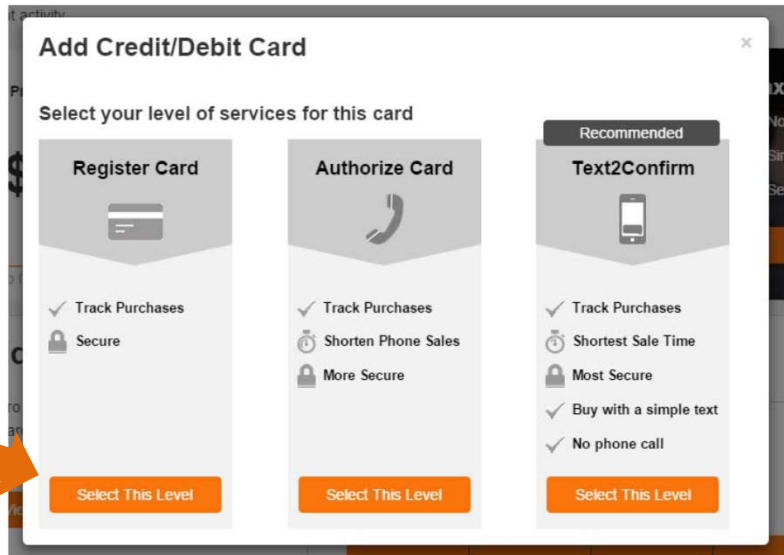 it activity
Add Credit/Debit Card
×
Select your level of services for this card
Recommended
Register Card
Track Purchases
Secure
Select This Level
Authorize Card
Track Purchases
Shorten Phone Sales
More Secure
Select This Level
Text2Confirm
Track Purchases
Shortest Sale Time
Most Secure
Buy with a simple text
No phone call
Select This Level
$